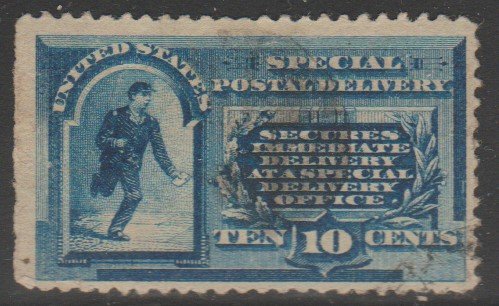 UNITED STATES
SPECIAL
POSTAL DELIVERY
SECURES
IMMEDIATE
DELIVERY
AT A SPECIAL
DELIVERY
OFFICE
TEN 10 CENTS